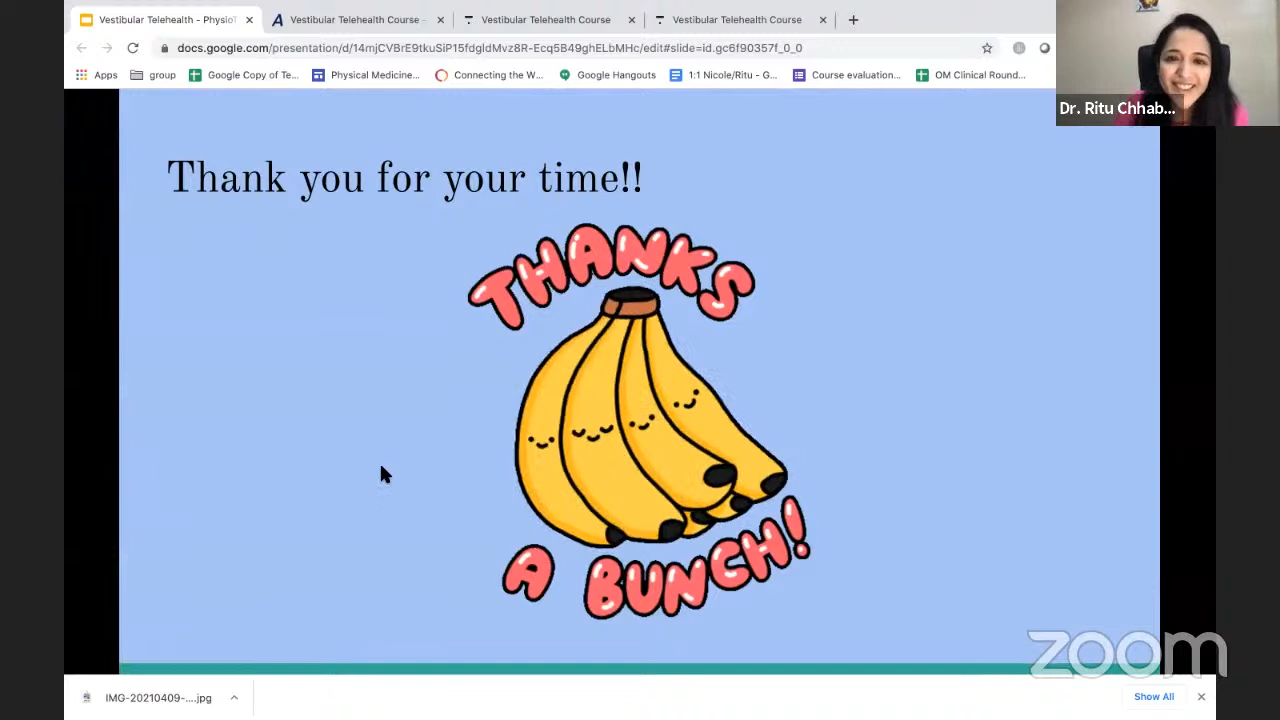 Vestibular Telehealth - PhysioT
Vestibular Telehealth Course -
Vestibular Telehealth Course
Vestibular Telehealth Course
docs.google.com/presentation/d/14mjCVBrE9tkuSiP15fdgldMvz8R-Ecq5B49ghELbMHc/edit#slide=id.gc6f90357f_0_0
Apps
group
Google Copy of Te...
Physical Medicine...
Connecting the W...
Google Hangouts
1:1 Nicole/Ritu - G...
Course evaluation...
OM Clinical Round...
Dr. Ritu Chhab...
Thank you for your time!!
THANKS
A BUNCH!
zoom
IMG-20210409-....jpg
Show All